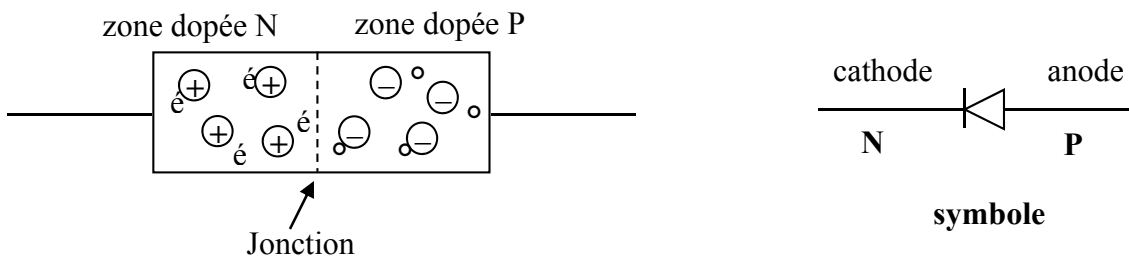 zone dopée N zone dopée P
é + é + − −
é + é + − −
Jonction
cathode anode
N P
symbole